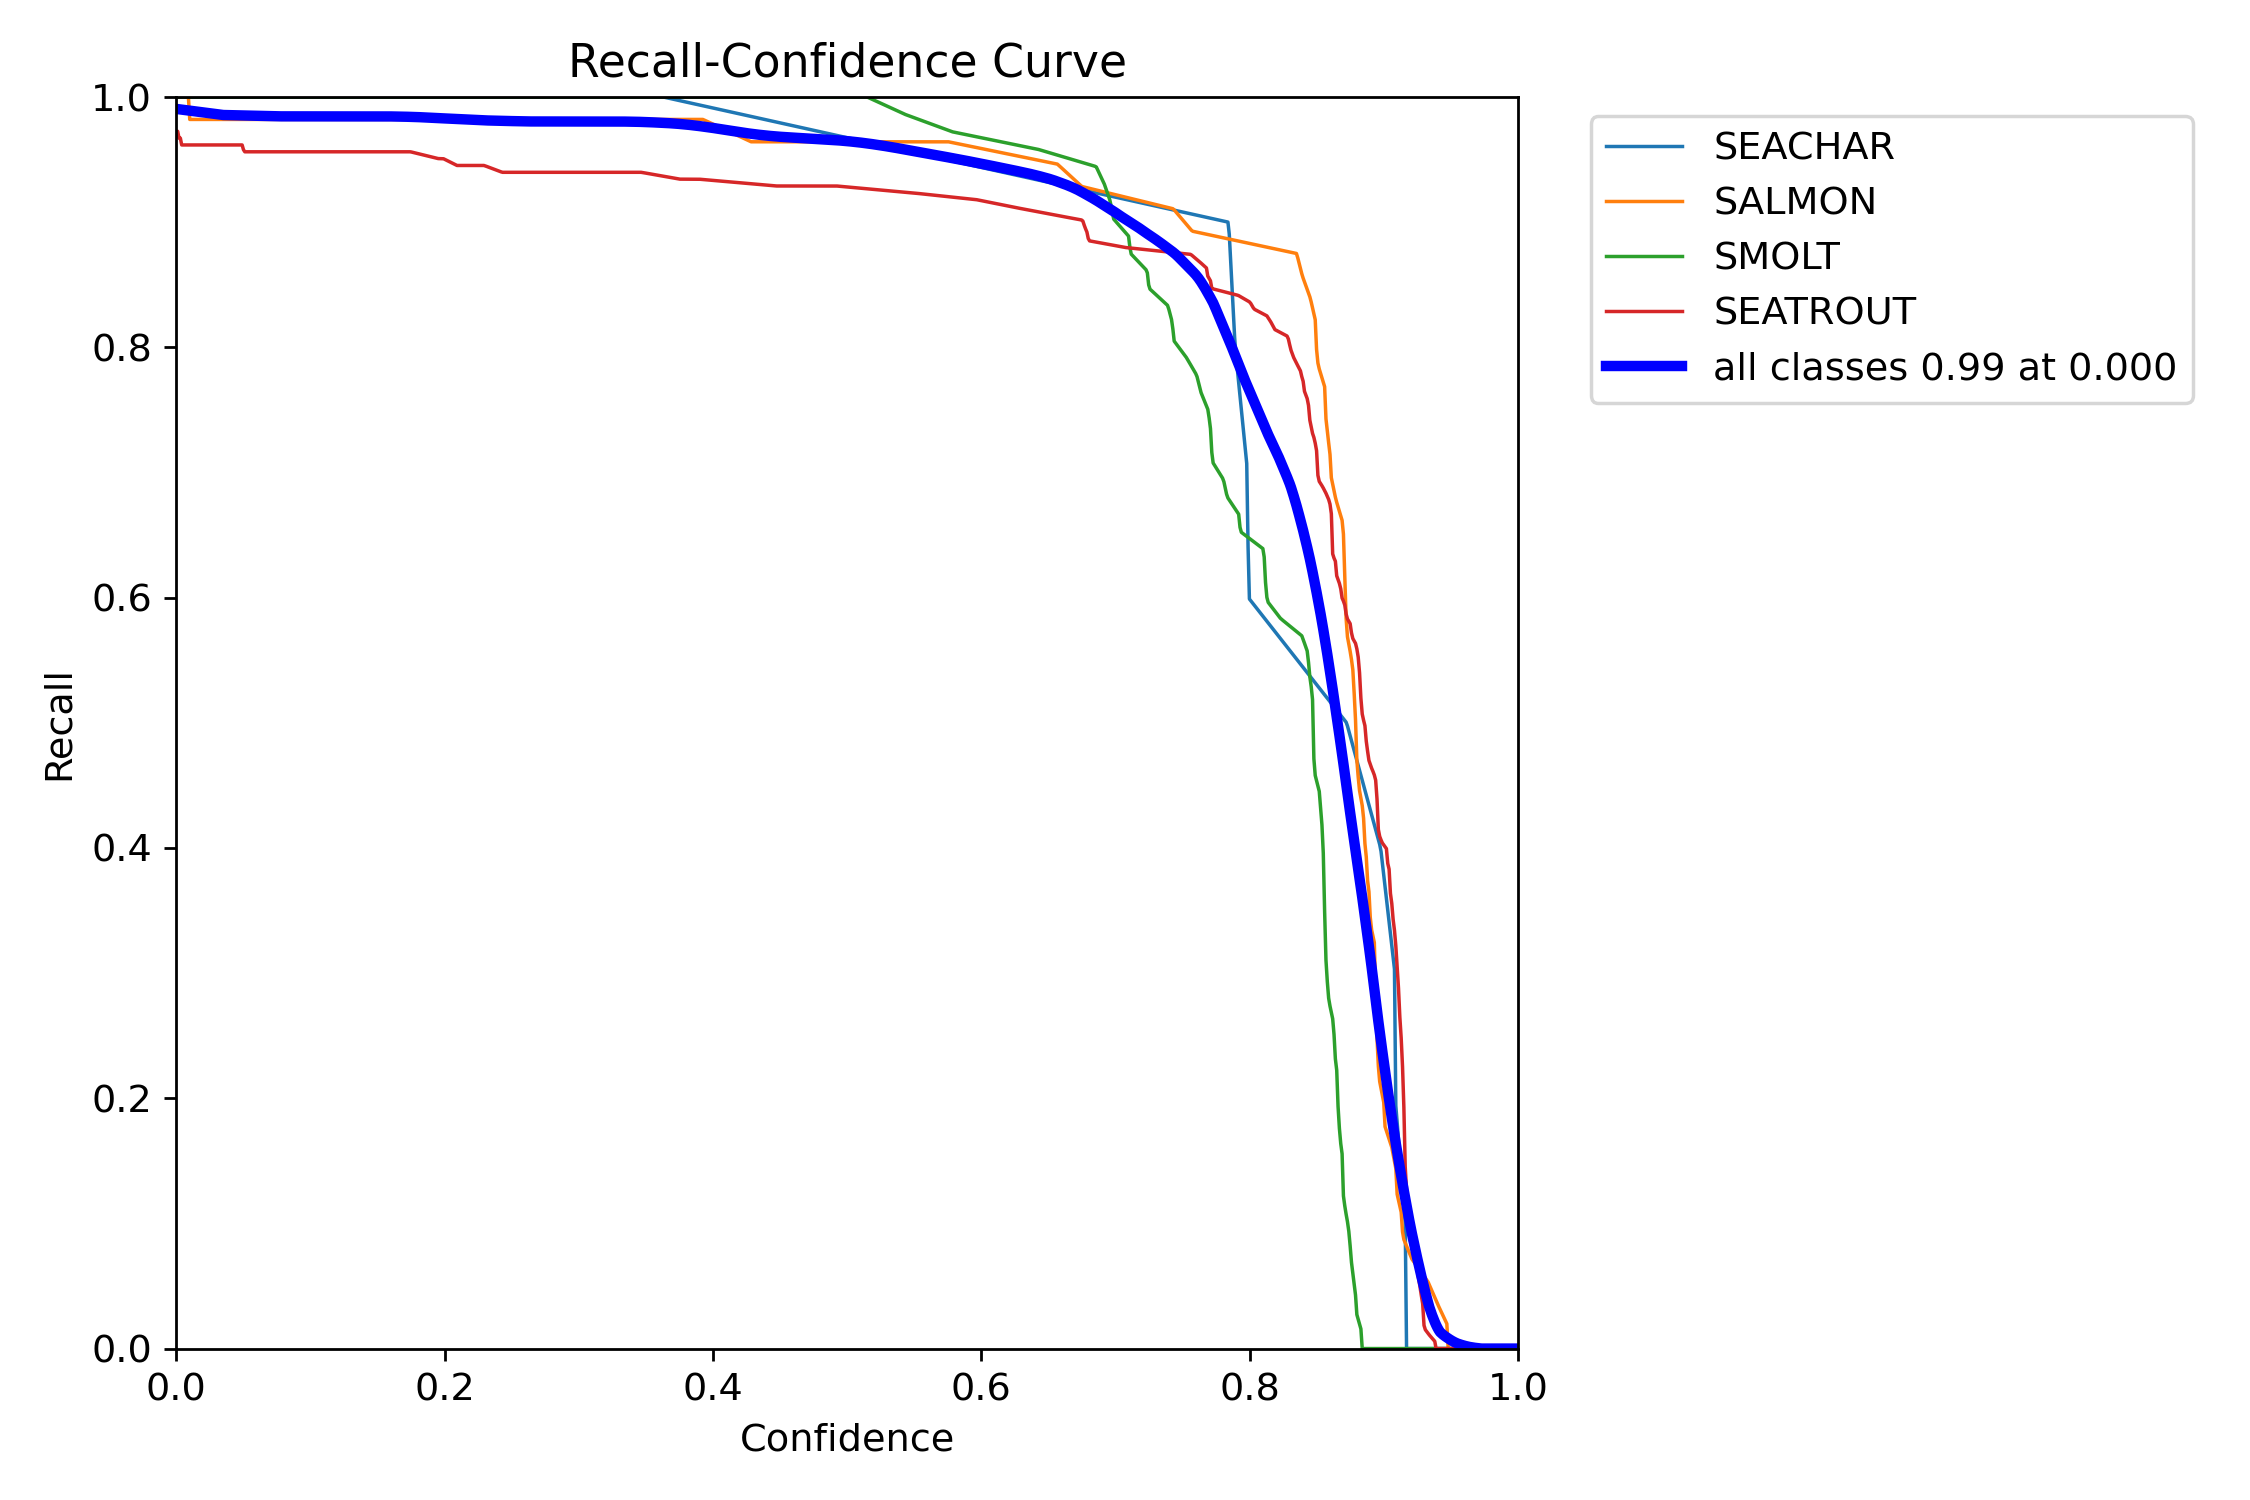 Recall-Confidence Curve
1.0
0.8
0.6
0.4
0.2
0.0
Recall
0.0 0.2 0.4 0.6 0.8 1.0
Confidence
SEACHAR
SALMON
SMOLT
SEATROUT
all classes 0.99 at 0.000